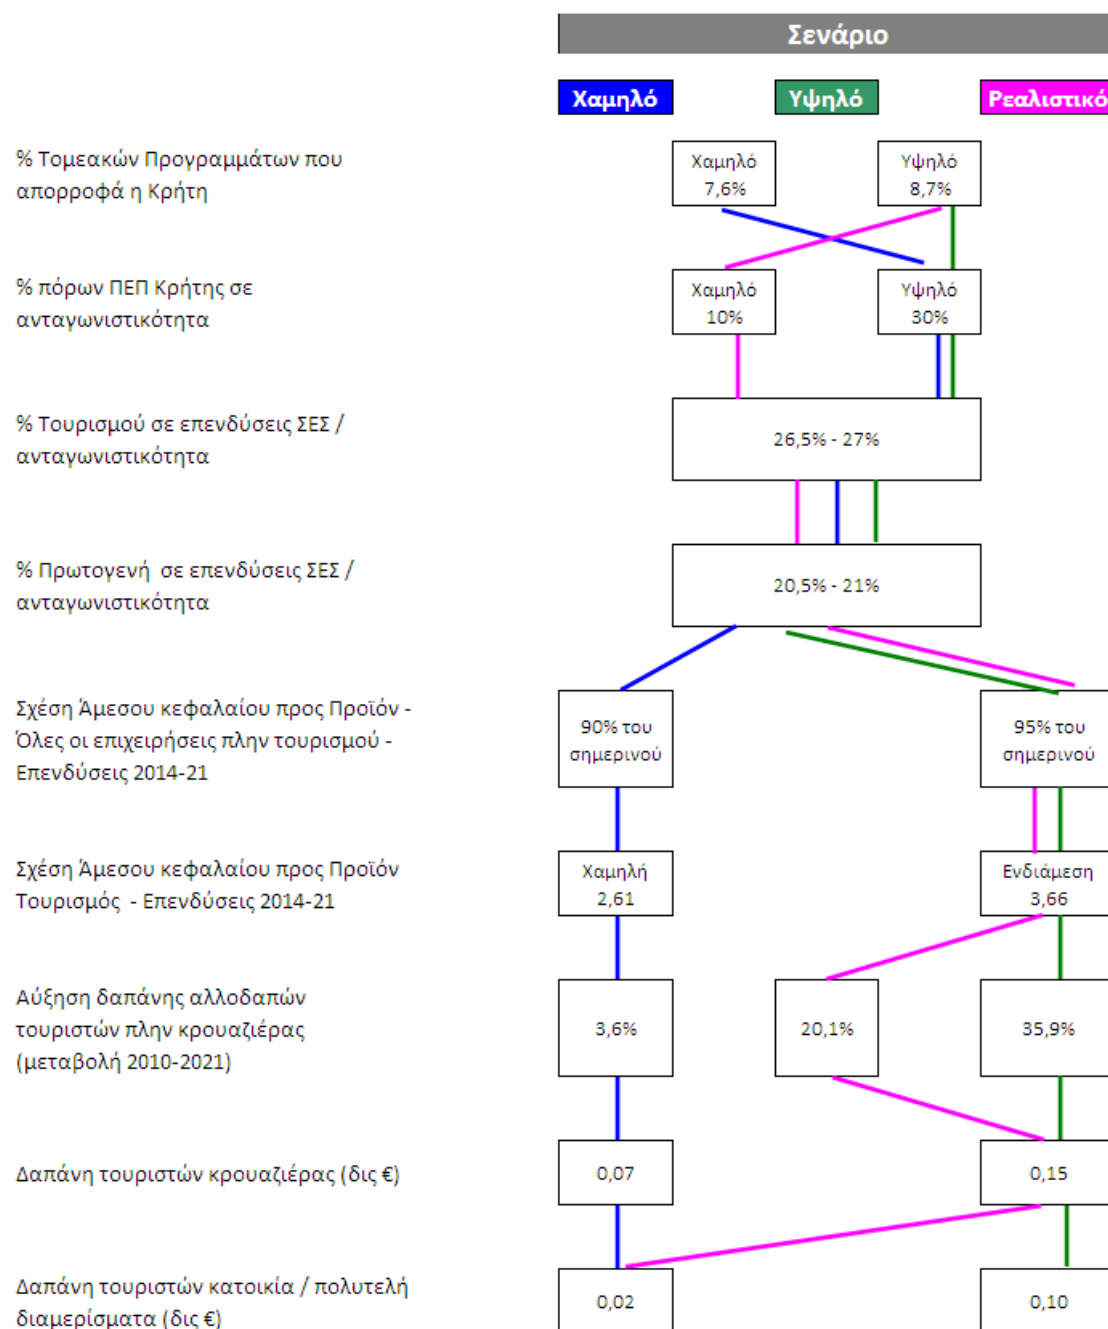 Σενάριο
Χαμηλό
Υψηλό
Ρεαλιστικό
% Τομεακών Προγραμμάτων που
απορροφά η Κρήτη
Χαμηλό
7,6%
Υψηλό
8,7%
% πόρων ΠΕΠ Κρήτης σε
ανταγωνιστικότητα
Χαμηλό
10%
Υψηλό
30%
% Τουρισμού σε επενδύσεις ΣΕΣ /
ανταγωνιστικότητα
26,5% - 27%
% Πρωτογενή σε επενδύσεις ΣΕΣ /
ανταγωνιστικότητα
20,5% - 21%
Σχέση Άμεσου κεφαλαίου προς Προϊόν -
Όλες οι επιχειρήσεις πλην τουρισμού -
Επενδύσεις 2014-21
90% του
σημερινού
95% του
σημερινού
Σχέση Άμεσου κεφαλαίου προς Προϊόν
Τουρισμός - Επενδύσεις 2014-21
Χαμηλή
2,61
Ενδιάμεση
3,66
Αύξηση δαπάνης αλλοδαπών
τουριστών πλην κρουαζιέρας
(μεταβολή 2010-2021)
3,6%
20,1%
35,9%
Δαπάνη τουριστών κρουαζιέρας (δις €)
0,07
0,15
Δαπάνη τουριστών κατοικία / πολυτελή
διαμερίσματα (δις €)
0,02
0,10